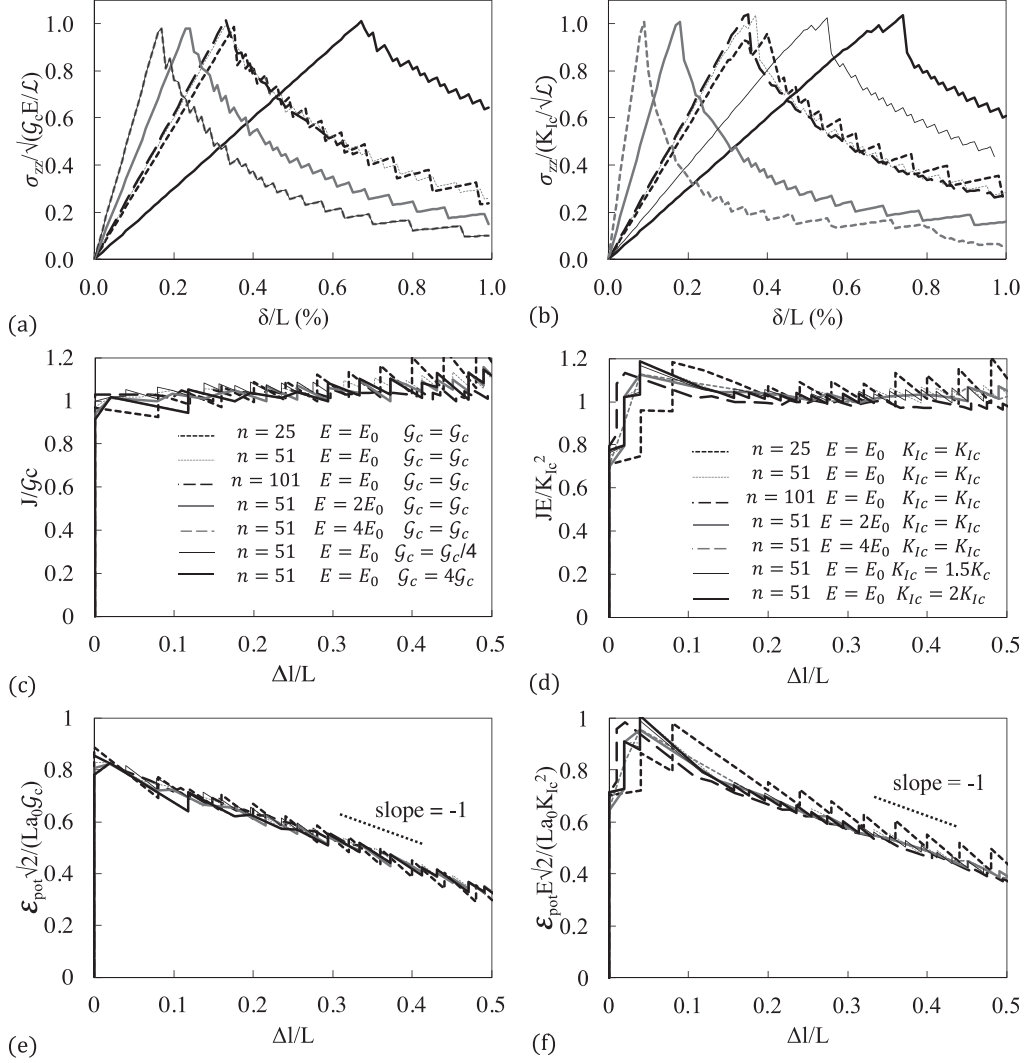 1.0
0.8
0.6
0.4
0.2
0.0
σzz/√(𝒢cE/ℒ)
0.0 0.2 0.4 0.6 0.8 1.0
δ/L (%)
(a)
1.0
0.8
0.6
0.4
0.2
0.0
σzz/(KIc/√ℒ)
0.0 0.2 0.4 0.6 0.8 1.0
δ/L (%)
(b)
1.2
1
0.8
0.6
0.4
0.2
0
J/𝒢c
n = 25 E = E0 𝒢c = 𝒢c
n = 51 E = E0 𝒢c = 𝒢c
n = 101 E = E0 𝒢c = 𝒢c
n = 51 E = 2E0 𝒢c = 𝒢c
n = 51 E = 4E0 𝒢c = 𝒢c
n = 51 E = E0 𝒢c = 𝒢c/4
n = 51 E = E0 𝒢c = 4𝒢c
0 0.1 0.2 0.3 0.4 0.5
Δl/L
(c)
1.2
1
0.8
0.6
0.4
0.2
0
JE/KIc²
n = 25 E = E0 KIc = KIc
n = 51 E = E0 KIc = KIc
n = 101 E = E0 KIc = KIc
n = 51 E = 2E0 KIc = KIc
n = 51 E = 4E0 KIc = KIc
n = 51 E = E0 KIc = 1.5Kc
n = 51 E = E0 KIc = 2KIc
0 0.1 0.2 0.3 0.4 0.5
Δl/L
(d)
1
0.8
0.6
0.4
0.2
0
ℰpot√2/(La0𝒢c)
slope = -1
0 0.1 0.2 0.3 0.4 0.5
Δl/L
(e)
1
0.8
0.6
0.4
0.2
0
ℰpotE√2/(La0KIc²)
slope = -1
0 0.1 0.2 0.3 0.4 0.5
Δl/L
(f)